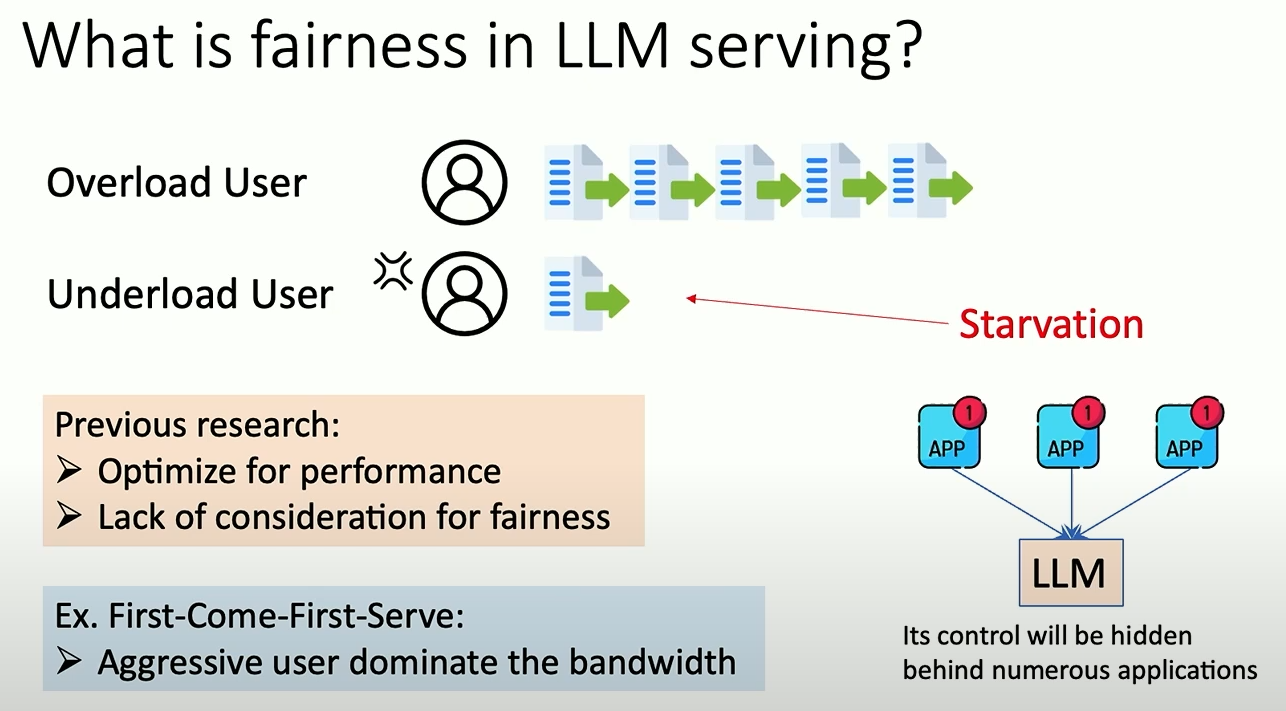 What is fairness in LLM serving?
Overload User
Underload User
Starvation
Previous research:
➤ Optimize for performance
➤ Lack of consideration for fairness
Ex. First-Come-First-Serve:
➤ Aggressive user dominate the bandwidth
1
1
1
APP
APP
APP
LLM
Its control will be hidden
behind numerous applications